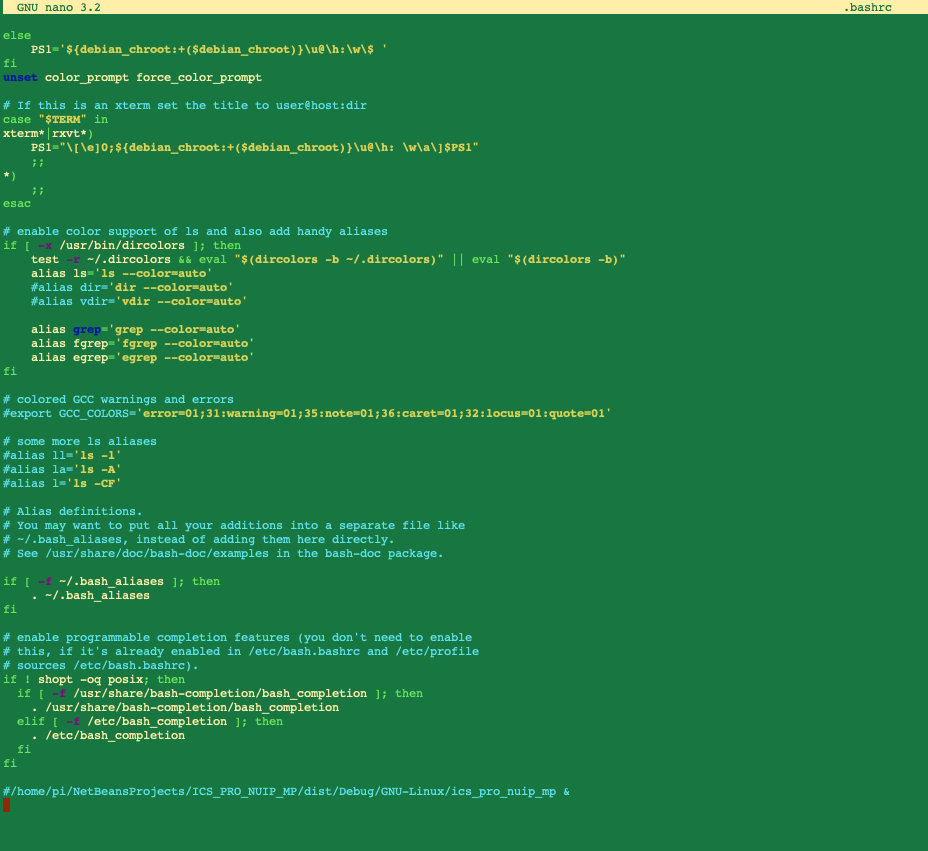 GNU nano 3.2 .bashrc
else
    PS1='${debian_chroot:+($debian_chroot)}\u@\h:\w\$ '
fi
unset color_prompt force_color_prompt
# If this is an xterm set the title to user@host:dir
case "$TERM" in
xterm*|rxvt*)
    PS1="\[\e]0;${debian_chroot:+($debian_chroot)}\u@\h: \w\a\]$PS1"
    ;;
*)
    ;;
esac
# enable color support of ls and also add handy aliases
if [ -x /usr/bin/dircolors ]; then
    test -r ~/.dircolors && eval "$(dircolors -b ~/.dircolors)" || eval "$(dircolors -b)"
    alias ls='ls --color=auto'
    #alias dir='dir --color=auto'
    #alias vdir='vdir --color=auto'
    alias grep='grep --color=auto'
    alias fgrep='fgrep --color=auto'
    alias egrep='egrep --color=auto'
fi
# colored GCC warnings and errors
#export GCC_COLORS='error=01;31:warning=01;35:note=01;36:caret=01;32:locus=01:quote=01'
# some more ls aliases
#alias ll='ls -l'
#alias la='ls -A'
#alias l='ls -CF'
# Alias definitions.
# You may want to put all your additions into a separate file like
# ~/.bash_aliases, instead of adding them here directly.
# See /usr/share/doc/bash-doc/examples in the bash-doc package.
if [ -f ~/.bash_aliases ]; then
    . ~/.bash_aliases
fi
# enable programmable completion features (you don't need to enable
# this, if it's already enabled in /etc/bash.bashrc and /etc/profile
# sources /etc/bash.bashrc).
if ! shopt -oq posix; then
  if [ -f /usr/share/bash-completion/bash_completion ]; then
    . /usr/share/bash-completion/bash_completion
  elif [ -f /etc/bash_completion ]; then
    . /etc/bash_completion
  fi
fi
#/home/pi/NetBeansProjects/ICS_PRO_NUIP_MP/dist/Debug/GNU-Linux/ics_pro_nuip_mp &